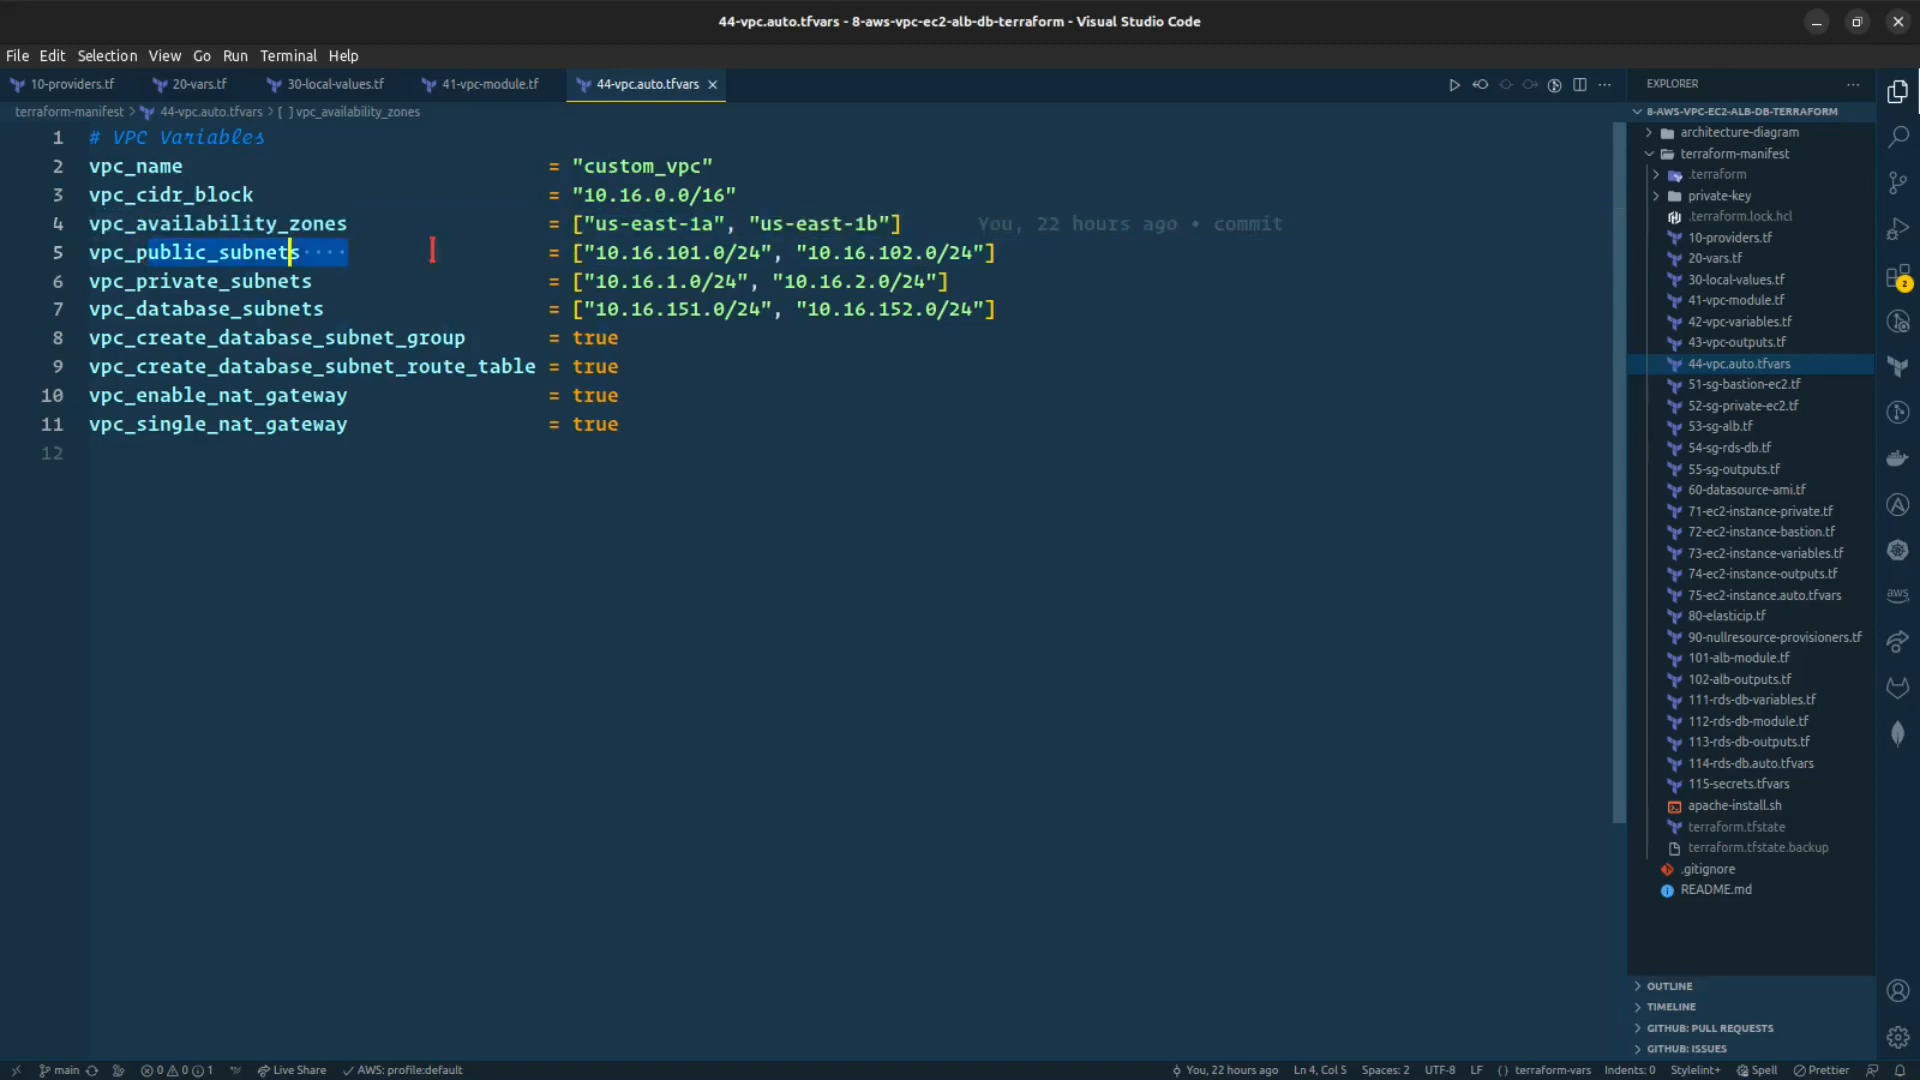 44-vpc.auto.tfvars - 8-aws-vpc-ec2-alb-db-terraform - Visual Studio Code
File Edit Selection View Go Run Terminal Help
10-providers.tf 20-vars.tf 30-local-values.tf 41-vpc-module.tf 44-vpc.auto.tfvars
terraform-manifest > 44-vpc.auto.tfvars > [ ] vpc_availability_zones
1 # VPC Variables
2 vpc_name = "custom_vpc"
3 vpc_cidr_block = "10.16.0.0/16"
4 vpc_availability_zones = ["us-east-1a", "us-east-1b"] You, 22 hours ago • commit
5 vpc_public_subnets = ["10.16.101.0/24", "10.16.102.0/24"]
6 vpc_private_subnets = ["10.16.1.0/24", "10.16.2.0/24"]
7 vpc_database_subnets = ["10.16.151.0/24", "10.16.152.0/24"]
8 vpc_create_database_subnet_group = true
9 vpc_create_database_subnet_route_table = true
10 vpc_enable_nat_gateway = true
11 vpc_single_nat_gateway = true
12
EXPLORER
8-AWS-VPC-EC2-ALB-DB-TERRAFORM
architecture-diagram
terraform-manifest
.terraform
private-key
.terraform.lock.hcl
10-providers.tf
20-vars.tf
30-local-values.tf
41-vpc-module.tf
42-vpc-variables.tf
43-vpc-outputs.tf
44-vpc.auto.tfvars
51-sg-bastion-ec2.tf
52-sg-private-ec2.tf
53-sg-alb.tf
54-sg-rds-db.tf
55-sg-outputs.tf
60-datasource-ami.tf
71-ec2-instance-private.tf
72-ec2-instance-bastion.tf
73-ec2-instance-variables.tf
74-ec2-instance-outputs.tf
75-ec2-instance.auto.tfvars
80-elasticip.tf
90-nullresource-provisioners.tf
101-alb-module.tf
102-alb-outputs.tf
111-rds-db-variables.tf
112-rds-db-module.tf
113-rds-db-outputs.tf
114-rds-db.auto.tfvars
115-secrets.tfvars
apache-install.sh
terraform.tfstate
terraform.tfstate.backup
.gitignore
README.md
OUTLINE
TIMELINE
GITHUB: PULL REQUESTS
GITHUB: ISSUES
2
aws
main 0 0 1 Live Share AWS: profile:default You, 22 hours ago Ln 4, Col 5 Spaces: 2 UTF-8 LF { } terraform-vars Indents: 0 Stylelint+ Spell Prettier